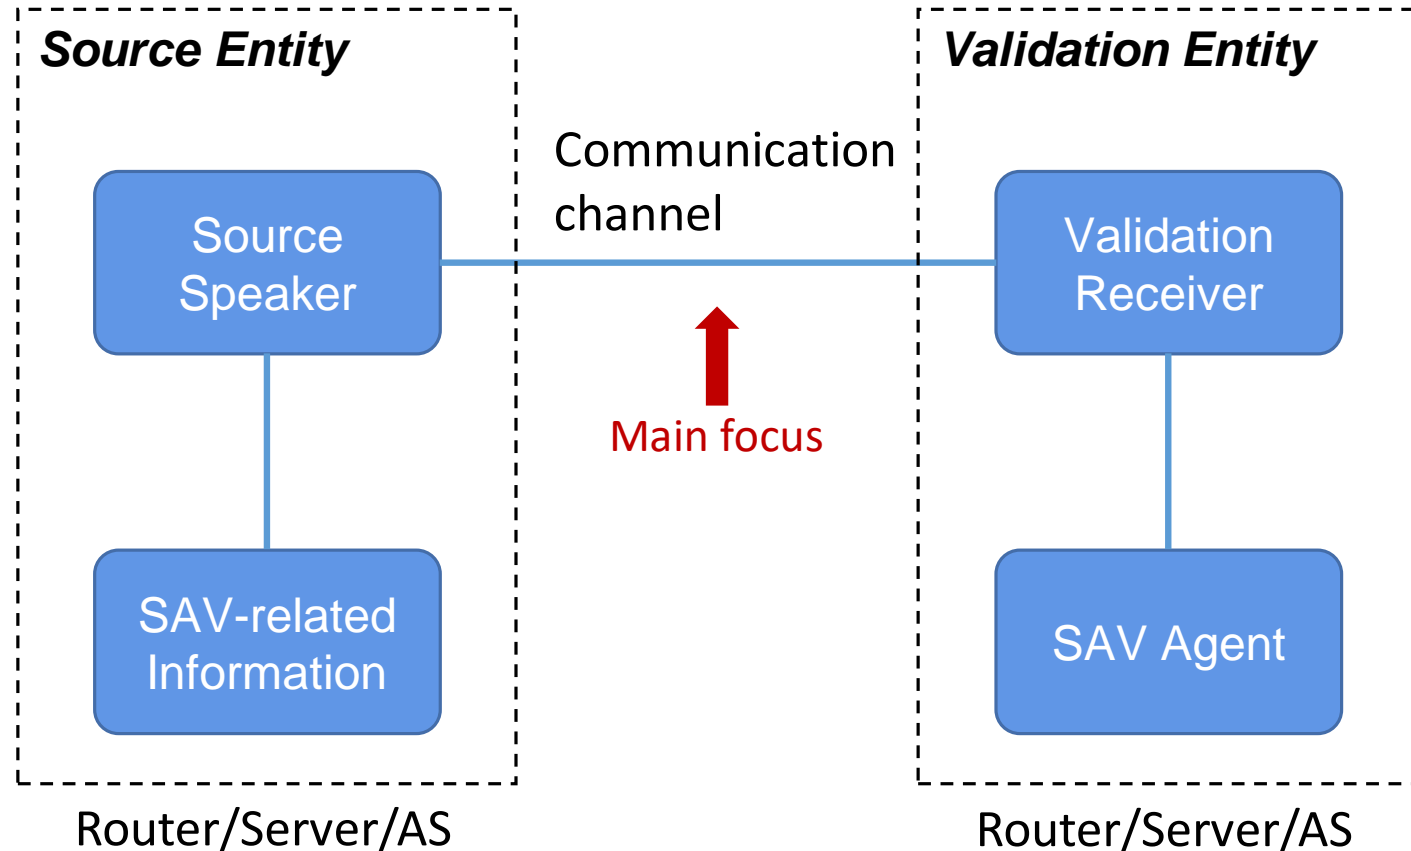 Source Entity
Validation Entity
Communication
channel
Source
Speaker
Validation
Receiver
Main focus
SAV-related
Information
SAV Agent
Router/Server/AS
Router/Server/AS